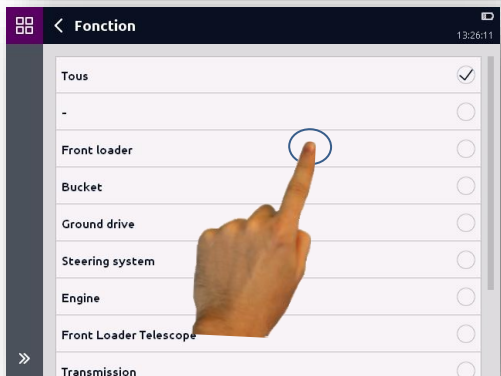 Fonction
13:26:11
Tous
-
Front loader
Bucket
Ground drive
Steering system
Engine
Front Loader Telescope
Transmission